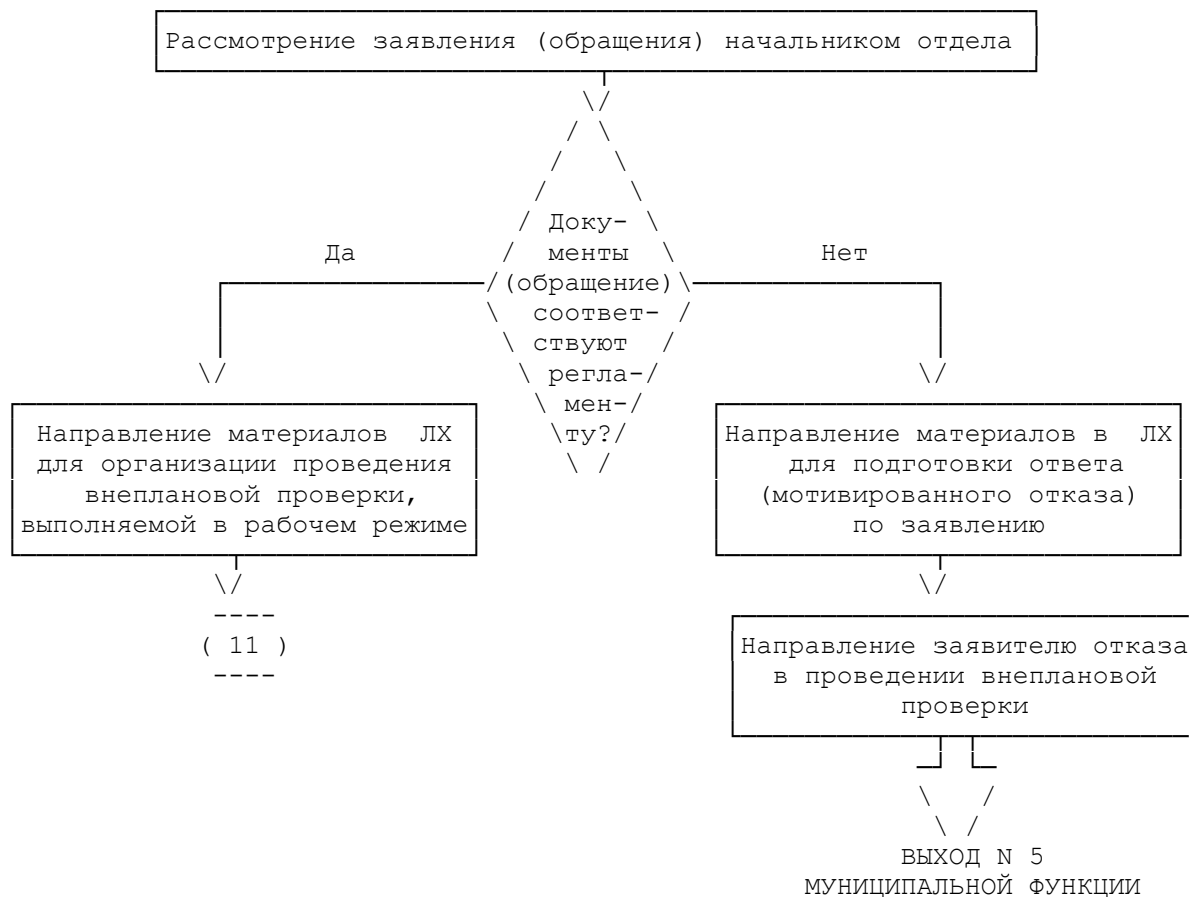 Рассмотрение заявления (обращения) начальником отдела
Доку-
менты
(обращение)
соответ-
ствуют
регла-
мен-
ту?
Да
Нет
Направление материалов ЛХ
для организации проведения
внеплановой проверки,
выполняемой в рабочем режиме
( 11 )
Направление материалов в ЛХ
для подготовки ответа
(мотивированного отказа)
по заявлению
Направление заявителю отказа
в проведении внеплановой
проверки
ВЫХОД N 5
МУНИЦИПАЛЬНОЙ ФУНКЦИИ